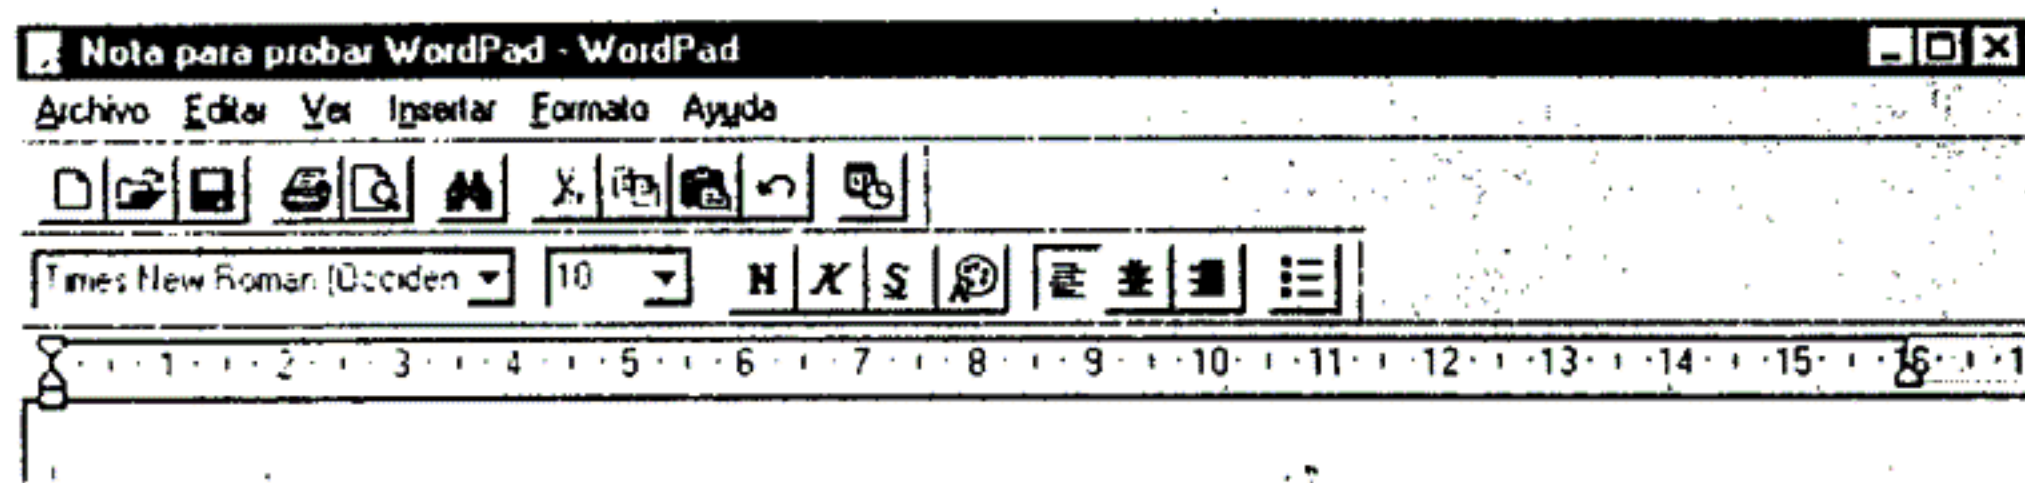 Nota para probar WordPad - WordPad
Archivo Editar Ver Insertar Formato Ayuda
Times New Roman (Occiden 10 N K S
1 2 3 4 5 6 7 8 9 10 11 12 13 14 15 16 1